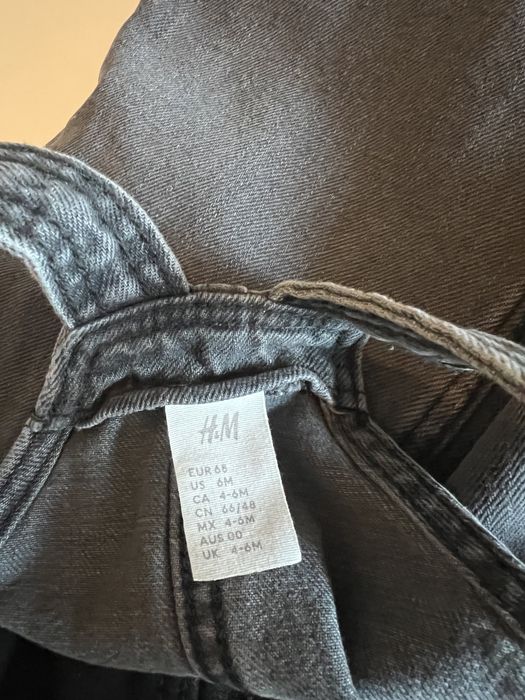 H&M
EUR 68
US 6M
CA 4-6M
CN 66/48
MX 4-6M
AUS 00
UK 4-6M